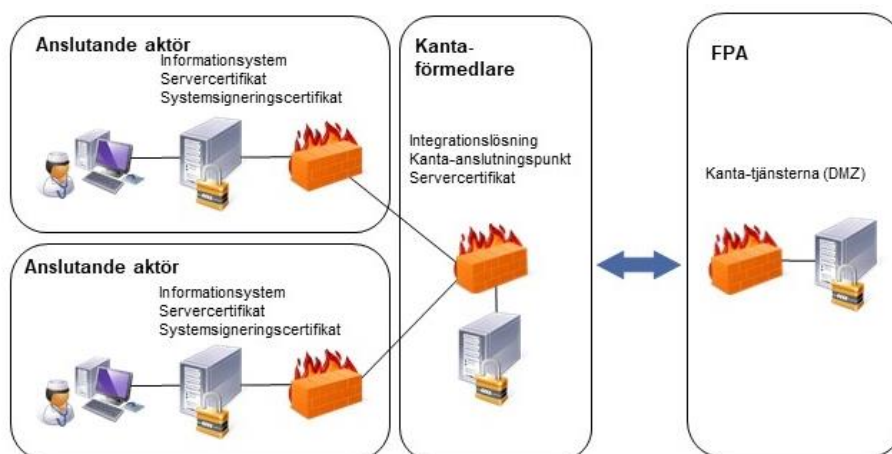 Anslutande aktör
Informationsystem
Servercertifikat
Systemsigneringscertifikat
Anslutande aktör
Informationsystem
Servercertifikat
Systemsigneringscertifikat
Kanta-
förmedlare
Integrationslösning
Kanta-anslutningspunkt
Servercertifikat
FPA
Kanta-tjänsterna (DMZ)